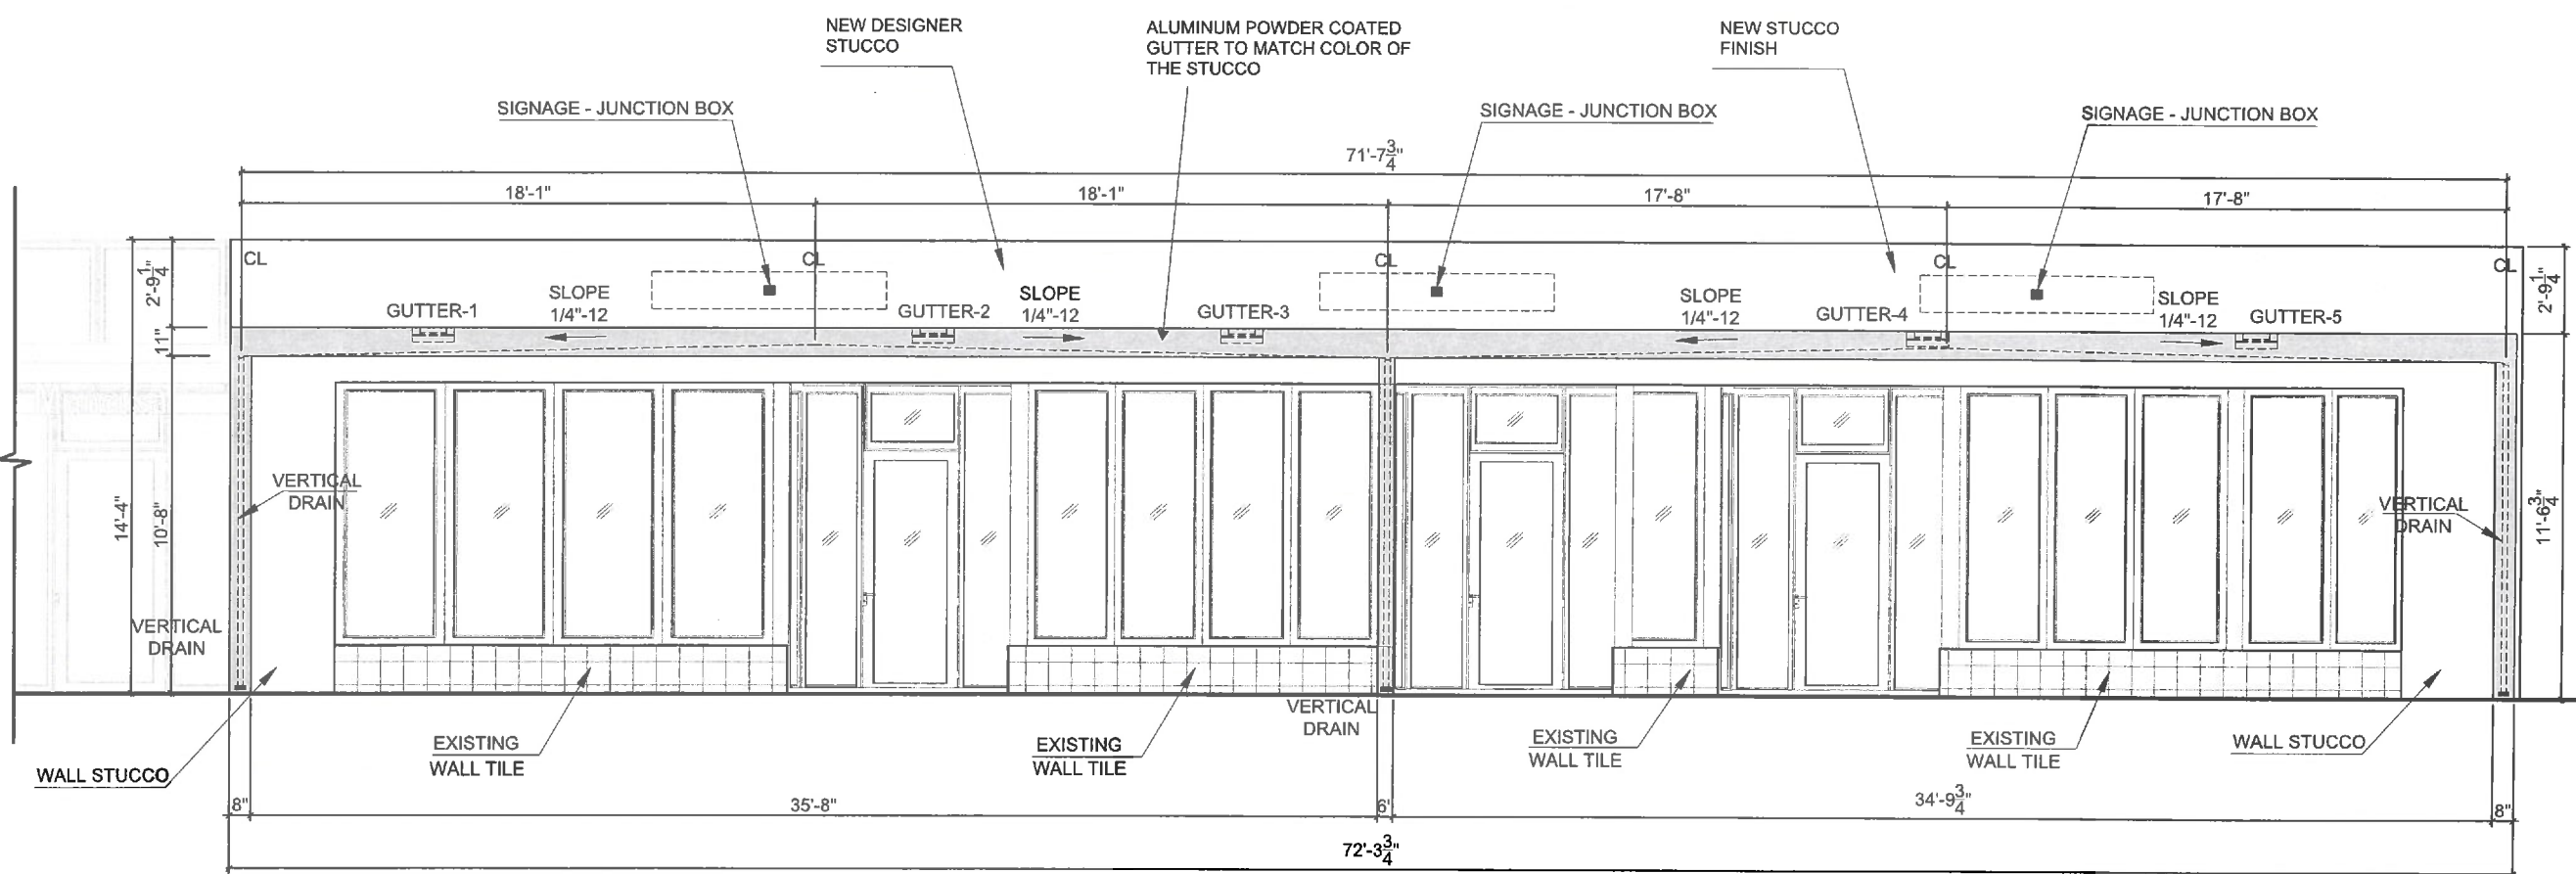 NEW DESIGNER
STUCCO
ALUMINUM POWDER COATED
GUTTER TO MATCH COLOR OF
THE STUCCO
NEW STUCCO
FINISH
SIGNAGE - JUNCTION BOX
SIGNAGE - JUNCTION BOX
SIGNAGE - JUNCTION BOX
71'-7 3/4"
18'-1"
18'-1"
17'-8"
17'-8"
CL
CL
CL
CL
CL
2'-9 1/4"
2'-9 1/4"
GUTTER-1
SLOPE
1/4"-12
GUTTER-2
SLOPE
1/4"-12
GUTTER-3
SLOPE
1/4"-12
GUTTER-4
SLOPE
1/4"-12
GUTTER-5
11"
14'-4"
10'-8"
11'-6 3/4"
VERTICAL
DRAIN
VERTICAL
DRAIN
VERTICAL
DRAIN
VERTICAL
DRAIN
WALL STUCCO
EXISTING
WALL TILE
EXISTING
WALL TILE
EXISTING
WALL TILE
EXISTING
WALL TILE
WALL STUCCO
8"
35'-8"
6'
34'-9 3/4"
8"
72'-3 3/4"